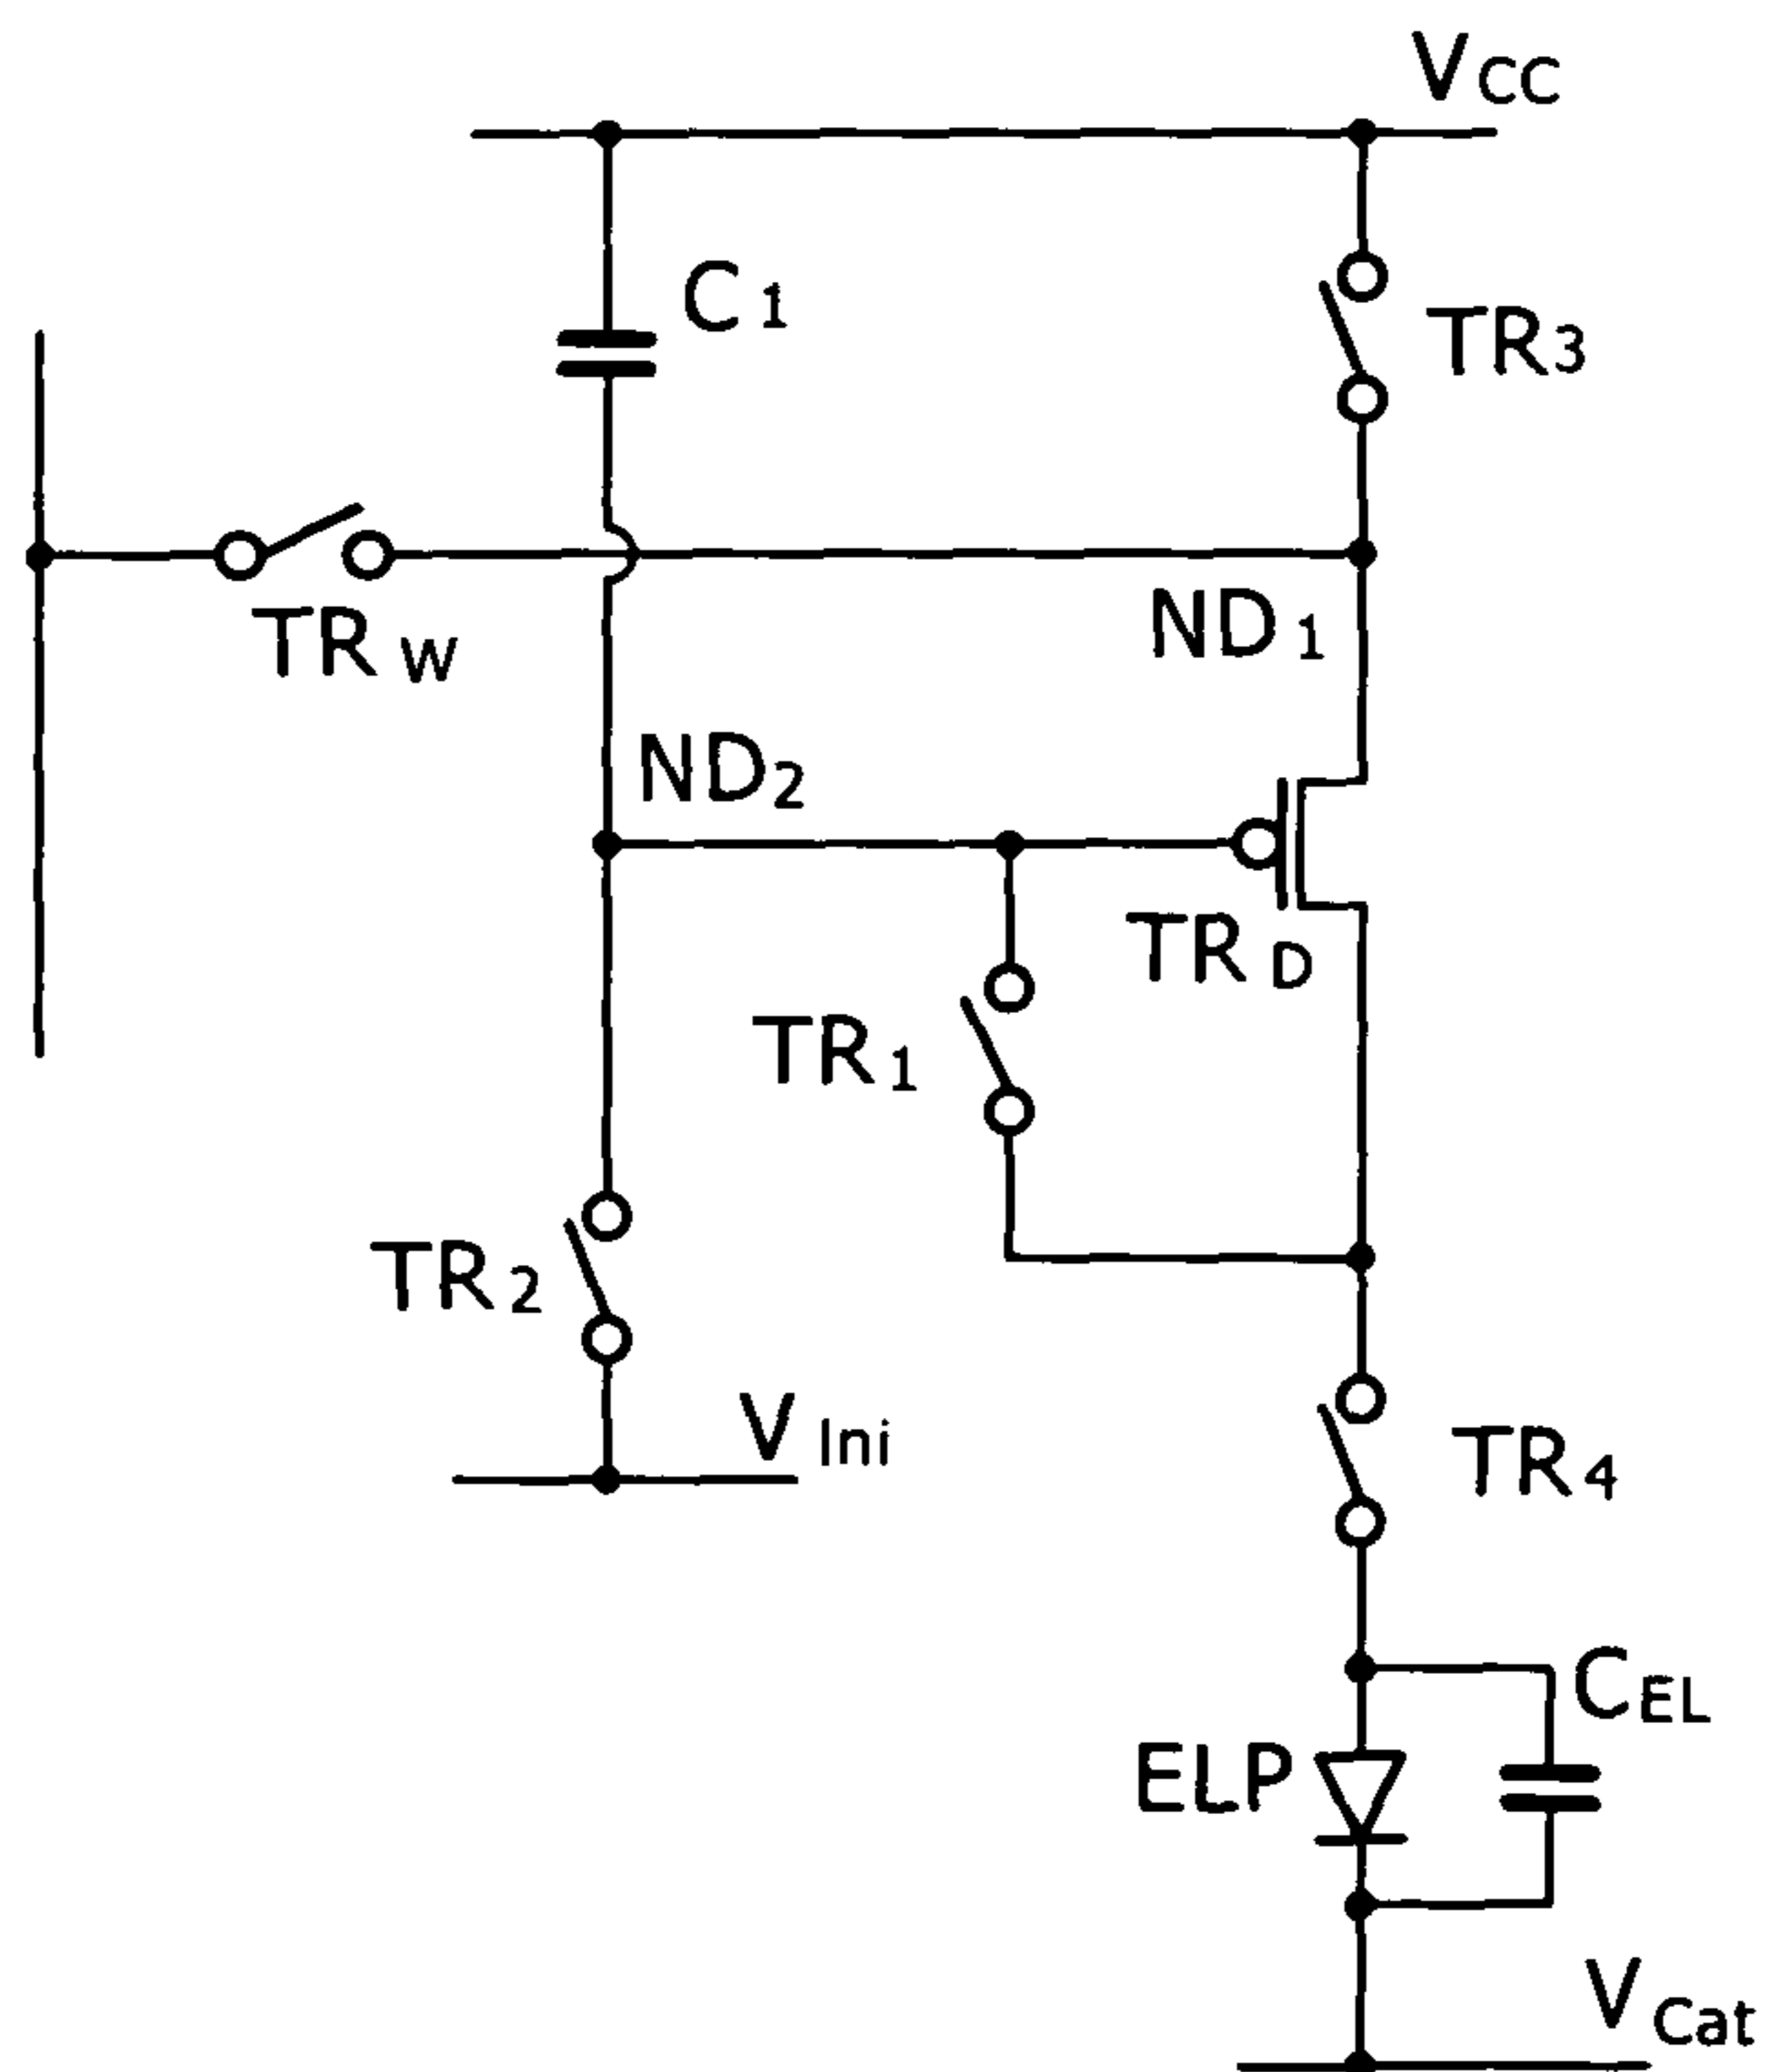 VCC
C1
TR3
TRW
ND1
ND2
TRD
TR1
TR2
VIni
TR4
CEL
ELP
VCat